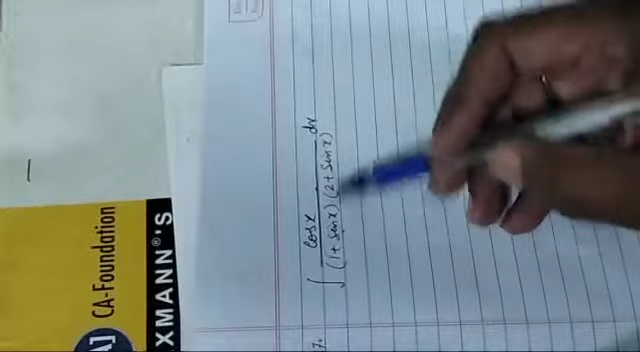 7. ∫ cosx / (1+ sinx) (2+ sinx) dx
CA-Foundation
XMANN®'S
A]